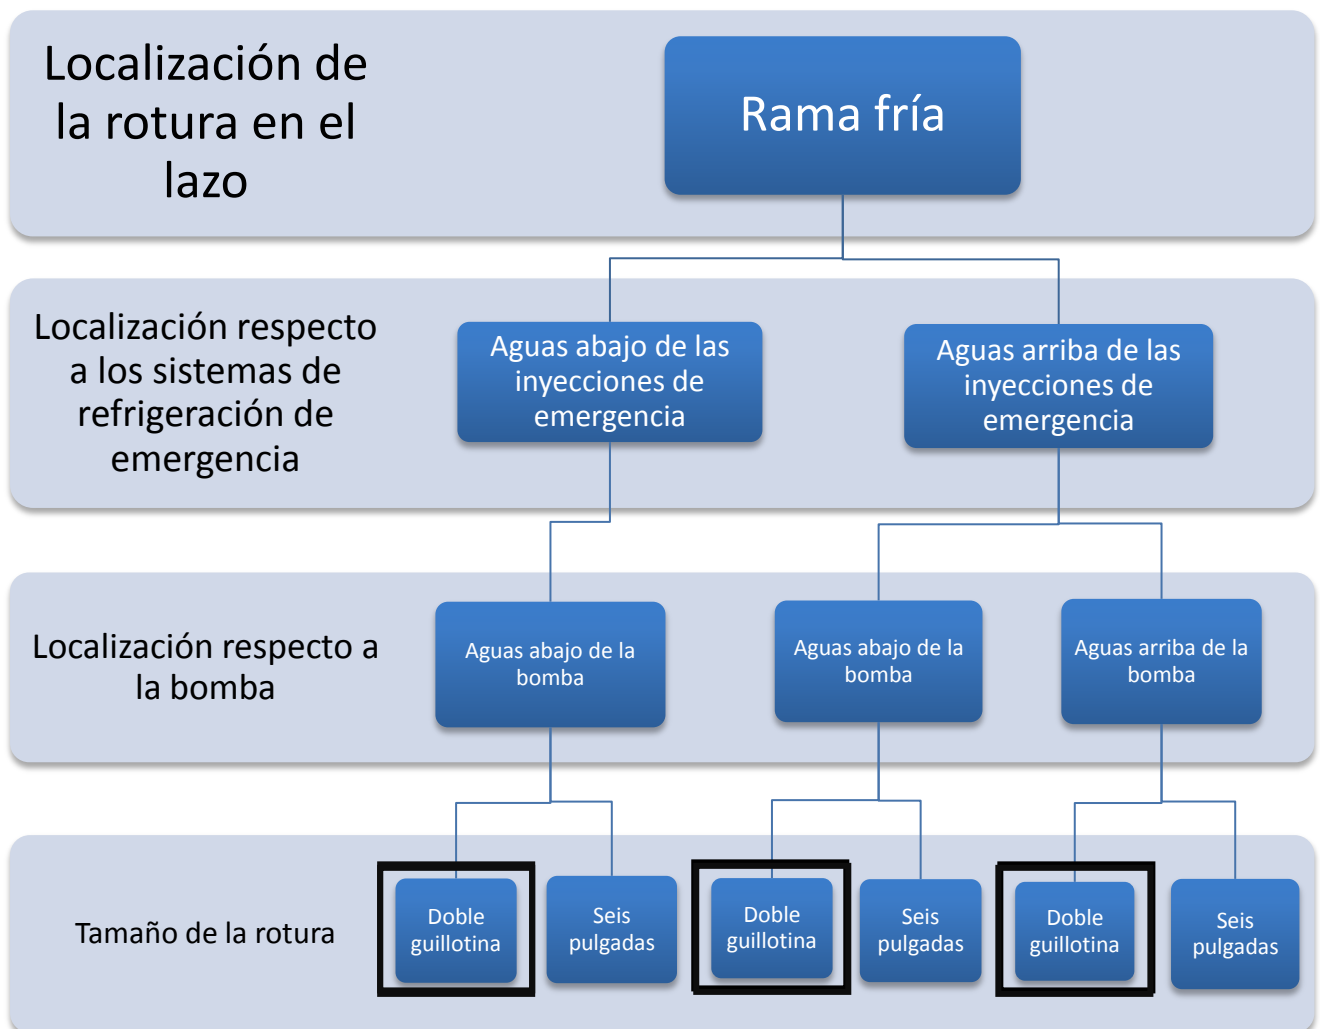 Localización de
la rotura en el
lazo
Rama fría
Localización respecto
a los sistemas de
refrigeración de
emergencia
Aguas abajo de las
inyecciones de
emergencia
Aguas arriba de las
inyecciones de
emergencia
Localización respecto a
la bomba
Aguas abajo de la
bomba
Aguas abajo de la
bomba
Aguas arriba de la
bomba
Tamaño de la rotura
Doble
guillotina
Seis
pulgadas
Doble
guillotina
Seis
pulgadas
Doble
guillotina
Seis
pulgadas